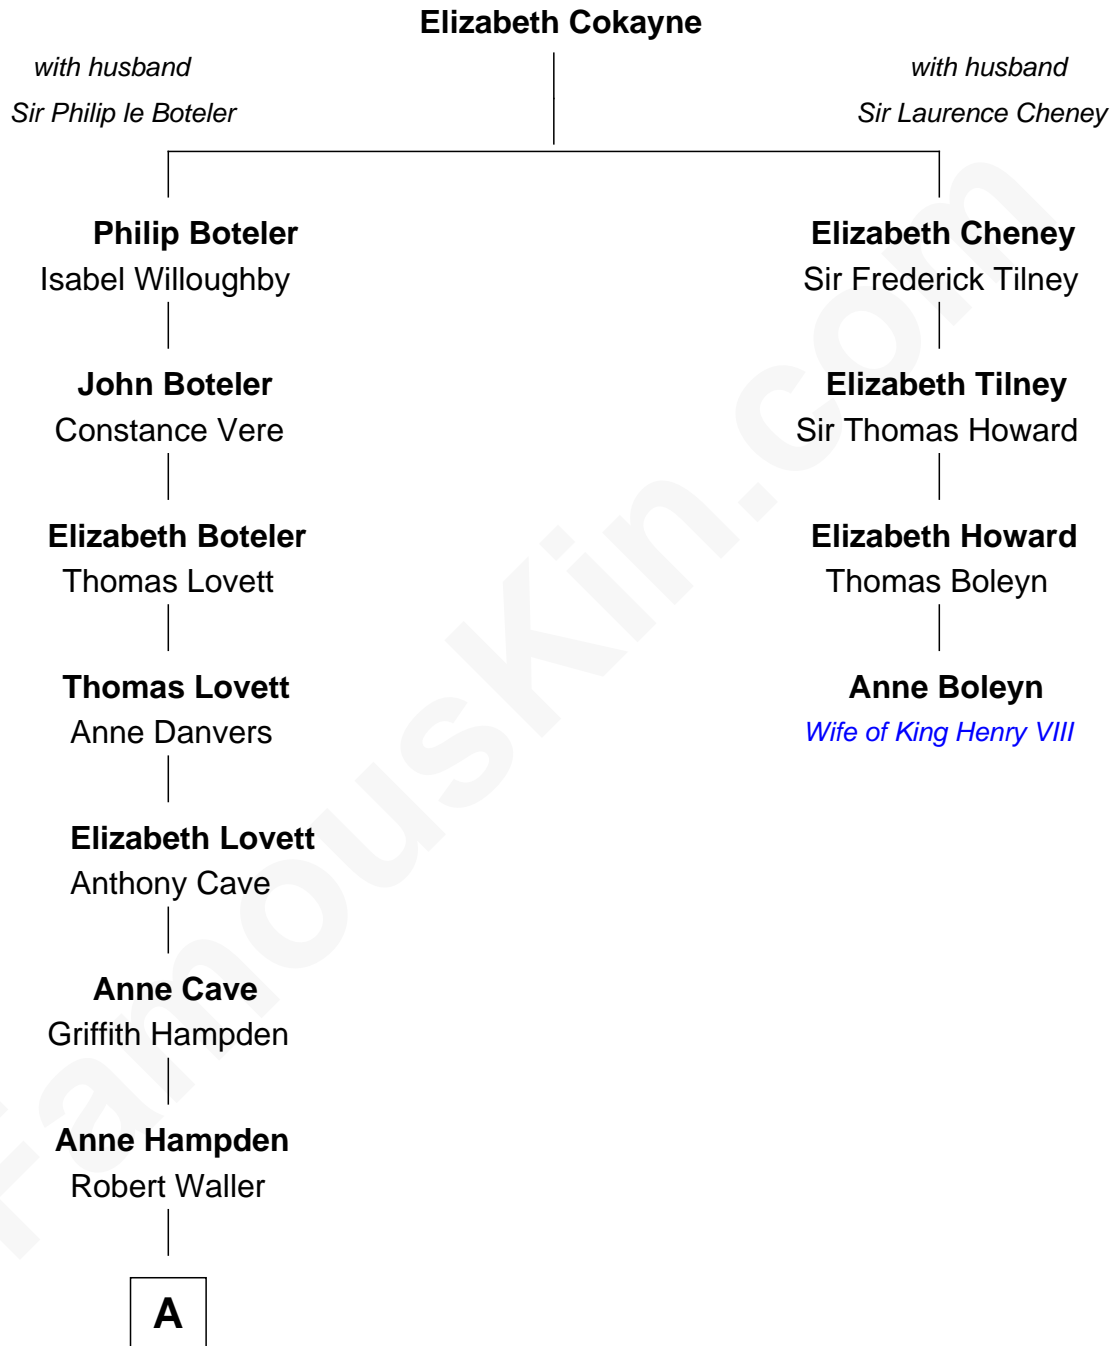 Elizabeth Cokayne
with husband
Sir Philip le Boteler
with husband
Sir Laurence Cheney
Philip Boteler
Isabel Willoughby
John Boteler
Constance Vere
Elizabeth Boteler
Thomas Lovett
Thomas Lovett
Anne Danvers
Elizabeth Lovett
Anthony Cave
Anne Cave
Griffith Hampden
Anne Hampden
Robert Waller
A
Elizabeth Cheney
Sir Frederick Tilney
Elizabeth Tilney
Sir Thomas Howard
Elizabeth Howard
Thomas Boleyn
Anne Boleyn
Wife of King Henry VIII
FamousKin.com